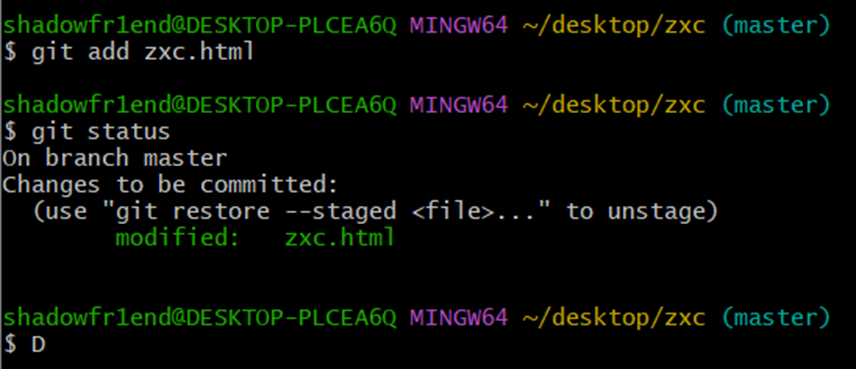 shadowfr1end@DESKTOP-PLCEA6Q MINGW64 ~/desktop/zxc (master)
$ git add zxc.html
shadowfr1end@DESKTOP-PLCEA6Q MINGW64 ~/desktop/zxc (master)
$ git status
On branch master
Changes to be committed:
  (use "git restore --staged <file>..." to unstage)
        modified:   zxc.html
shadowfr1end@DESKTOP-PLCEA6Q MINGW64 ~/desktop/zxc (master)
$ D